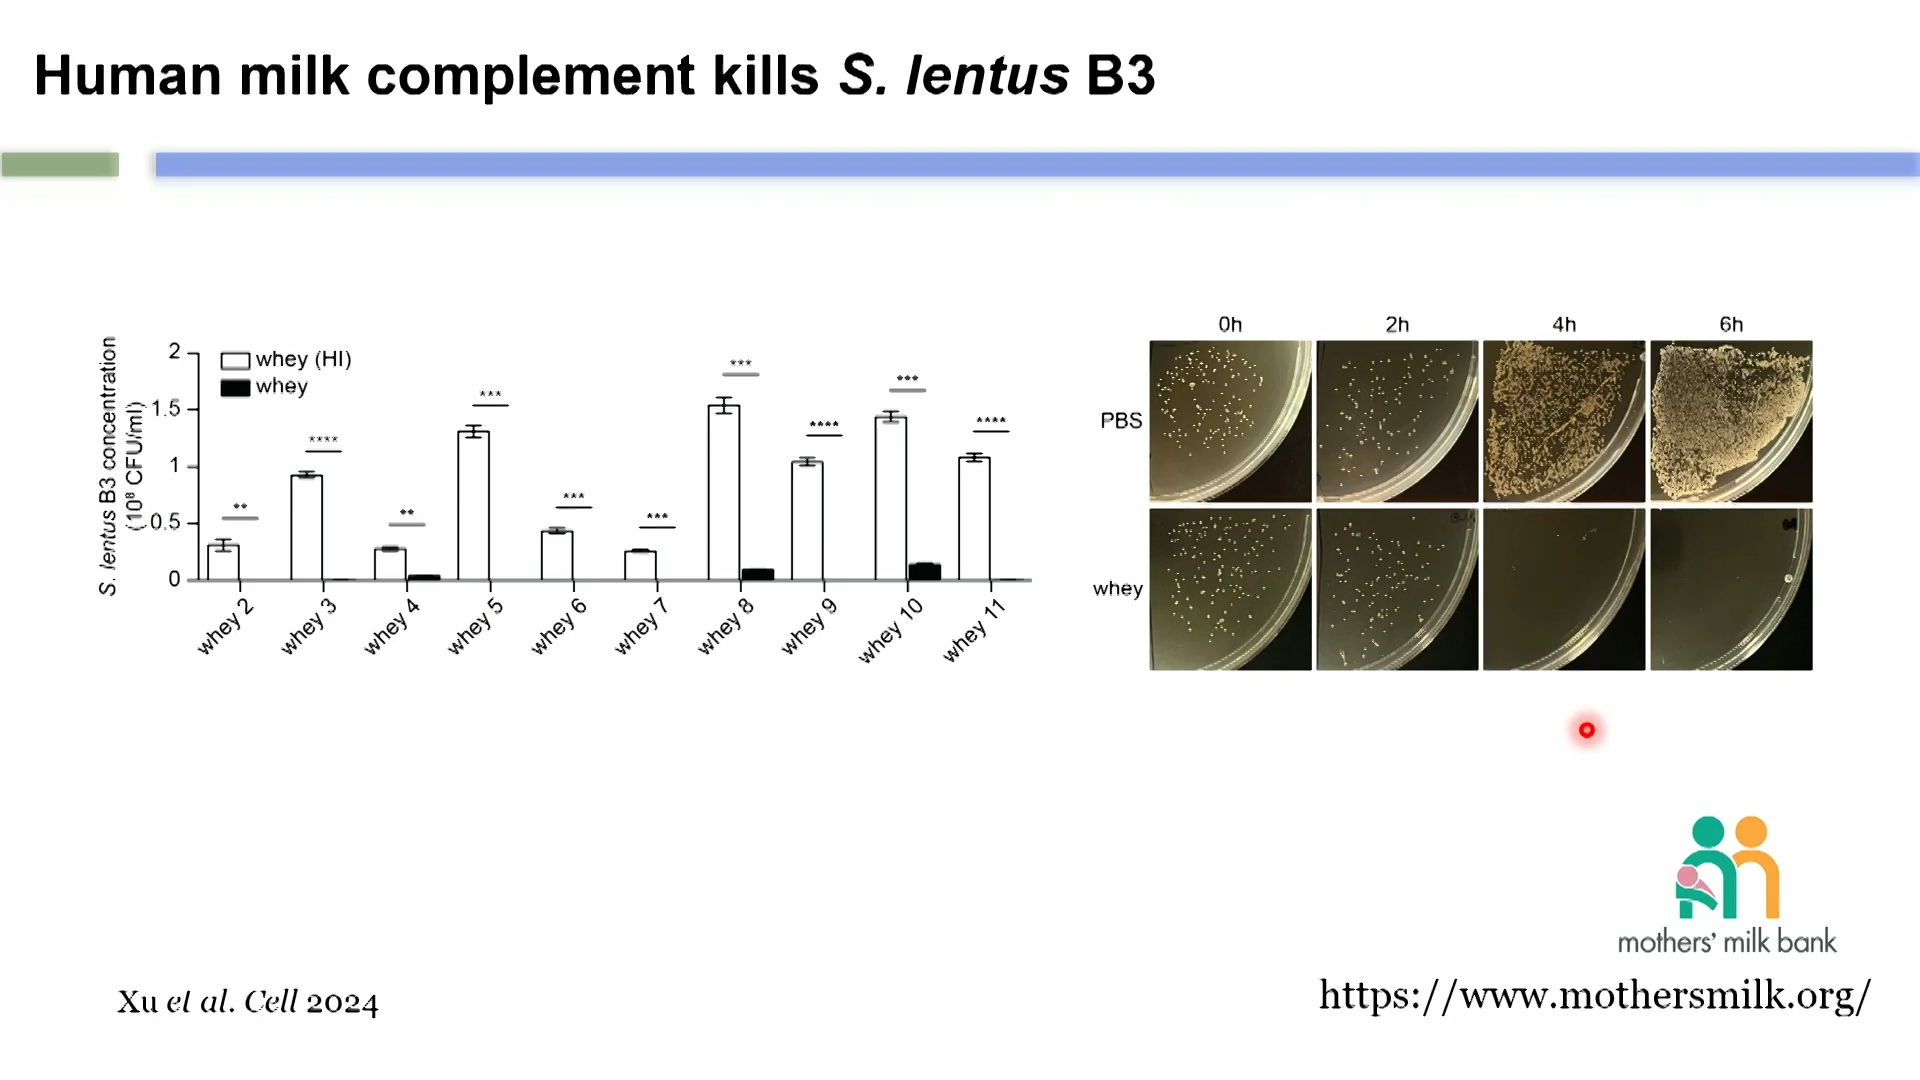 Human milk complement kills S. lentus B3
S. lentus B3 concentration
(10⁸ CFU/ml)
2
1.5
1
0.5
0
whey (HI)
whey
**
****
**
***
***
***
***
****
***
****
whey 2
whey 3
whey 4
whey 5
whey 6
whey 7
whey 8
whey 9
whey 10
whey 11
0h 2h 4h 6h
PBS
whey
mothers' milk bank
Xu et al. Cell 2024
https://www.mothersmilk.org/